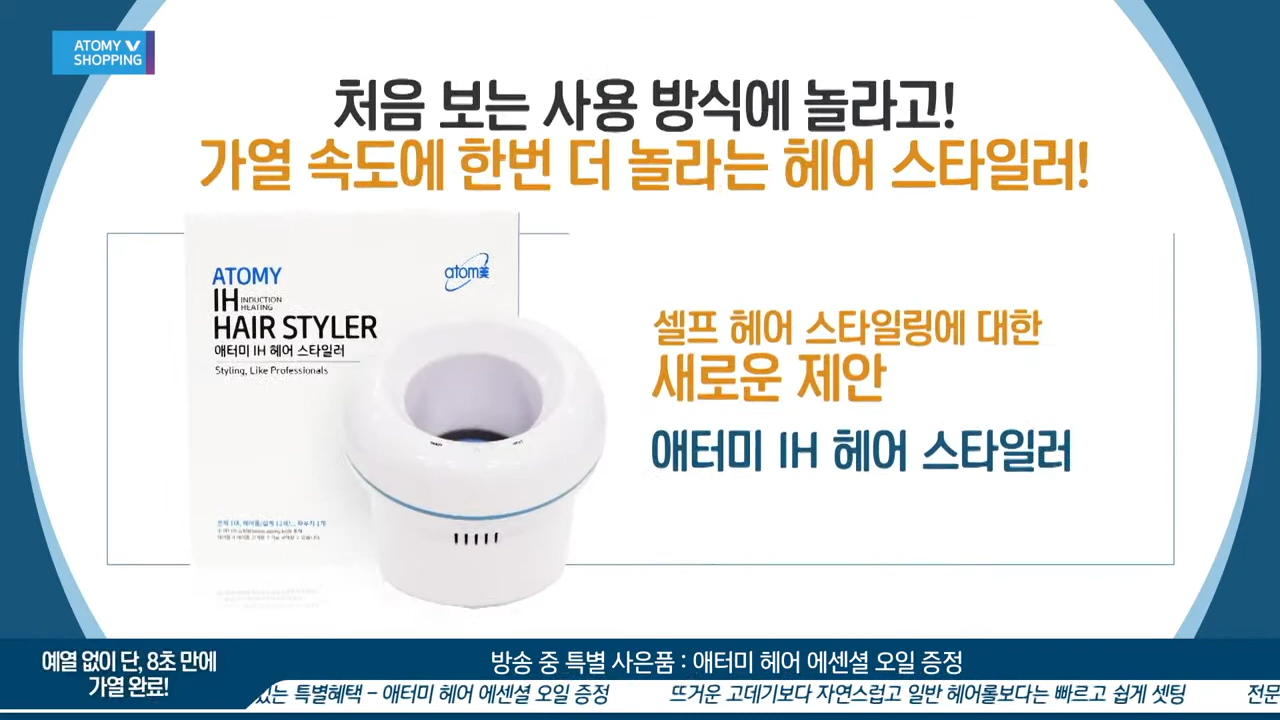 ATOMY
SHOPPING
처음 보는 사용 방식에 놀라고!
가열 속도에 한번 더 놀라는 헤어 스타일러!
ATOMY
atom美
IH INDUCTION HEATING
HAIR STYLER
애터미 IH 헤어 스타일러
Styling, Like Professionals
셀프 헤어 스타일링에 대한
새로운 제안
애터미 IH 헤어 스타일러
예열 없이 단, 8초 만에
가열 완료!
방송 중 특별 사은품 : 애터미 헤어 에센셜 오일 증정
있는 특별혜택 - 애터미 헤어 에센셜 오일 증정 뜨거운 고데기보다 자연스럽고 일반 헤어롤보다는 빠르고 쉽게 셋팅 전문